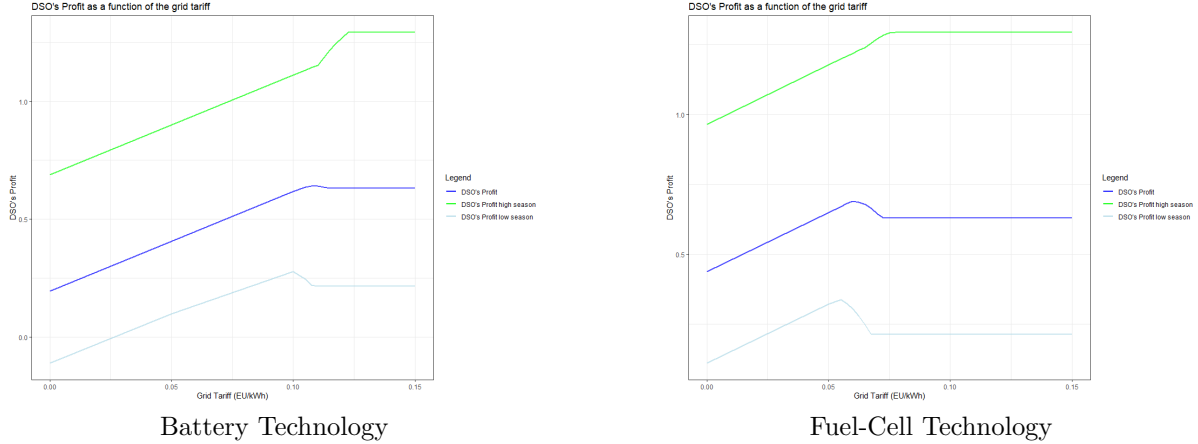 DSO's Profit as a function of the grid tariff
1.0
0.5
0.0
DSO's Profit
0.00
0.05
0.10
0.15
Grid Tariff (EU/kWh)
Legend
DSO's Profit
DSO's Profit high season
DSO's Profit low season
Battery Technology
DSO's Profit as a function of the grid tariff
1.0
0.5
DSO's Profit
0.00
0.05
0.10
0.15
Grid Tariff (EU/kWh)
Legend
DSO's Profit
DSO's Profit high season
DSO's Profit low season
Fuel-Cell Technology